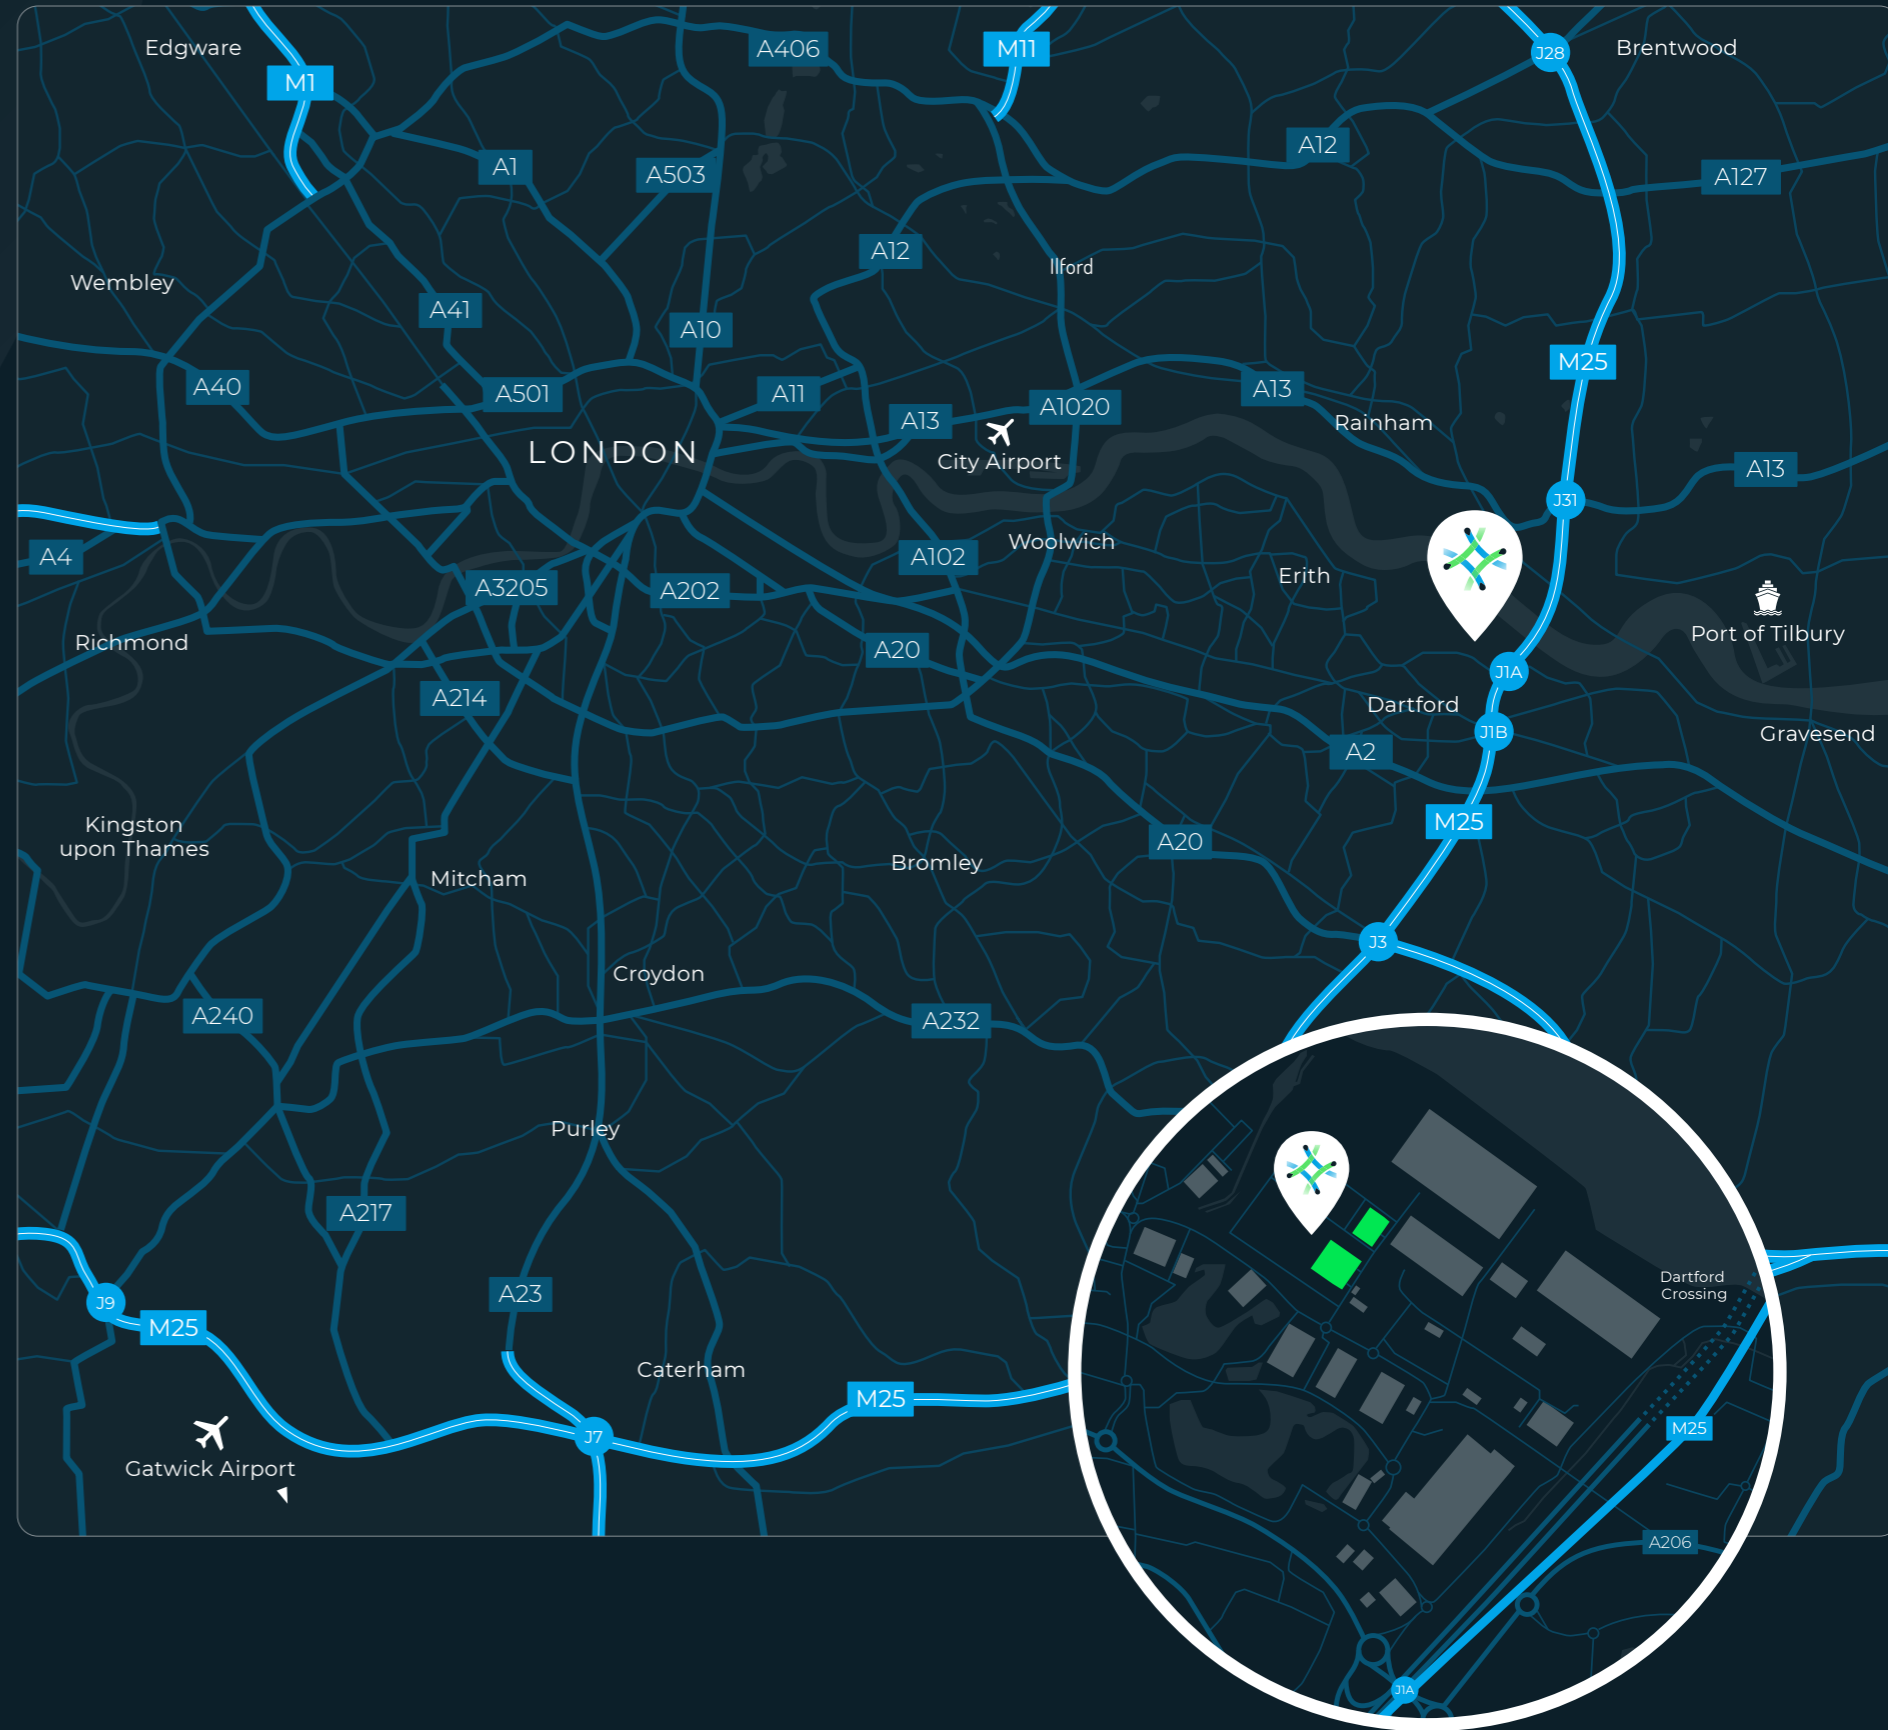 Edgware
M1
A406
M11
J28
Brentwood
A1
A503
A12
A127
A12
Ilford
Wembley
A41
A10
M25
A40
A501
A11
A13
A1020
A13
Rainham
LONDON
City Airport
A13
J31
A4
A3205
A202
A102
Woolwich
Erith
Port of Tilbury
Richmond
A20
J1A
A214
Dartford
J1B
Gravesend
A2
Kingston
upon Thames
M25
A20
Mitcham
Bromley
J3
Croydon
A240
A232
Purley
A217
A23
J9
M25
Caterham
M25
J7
Gatwick Airport
Dartford
Crossing
M25
A206
J1A